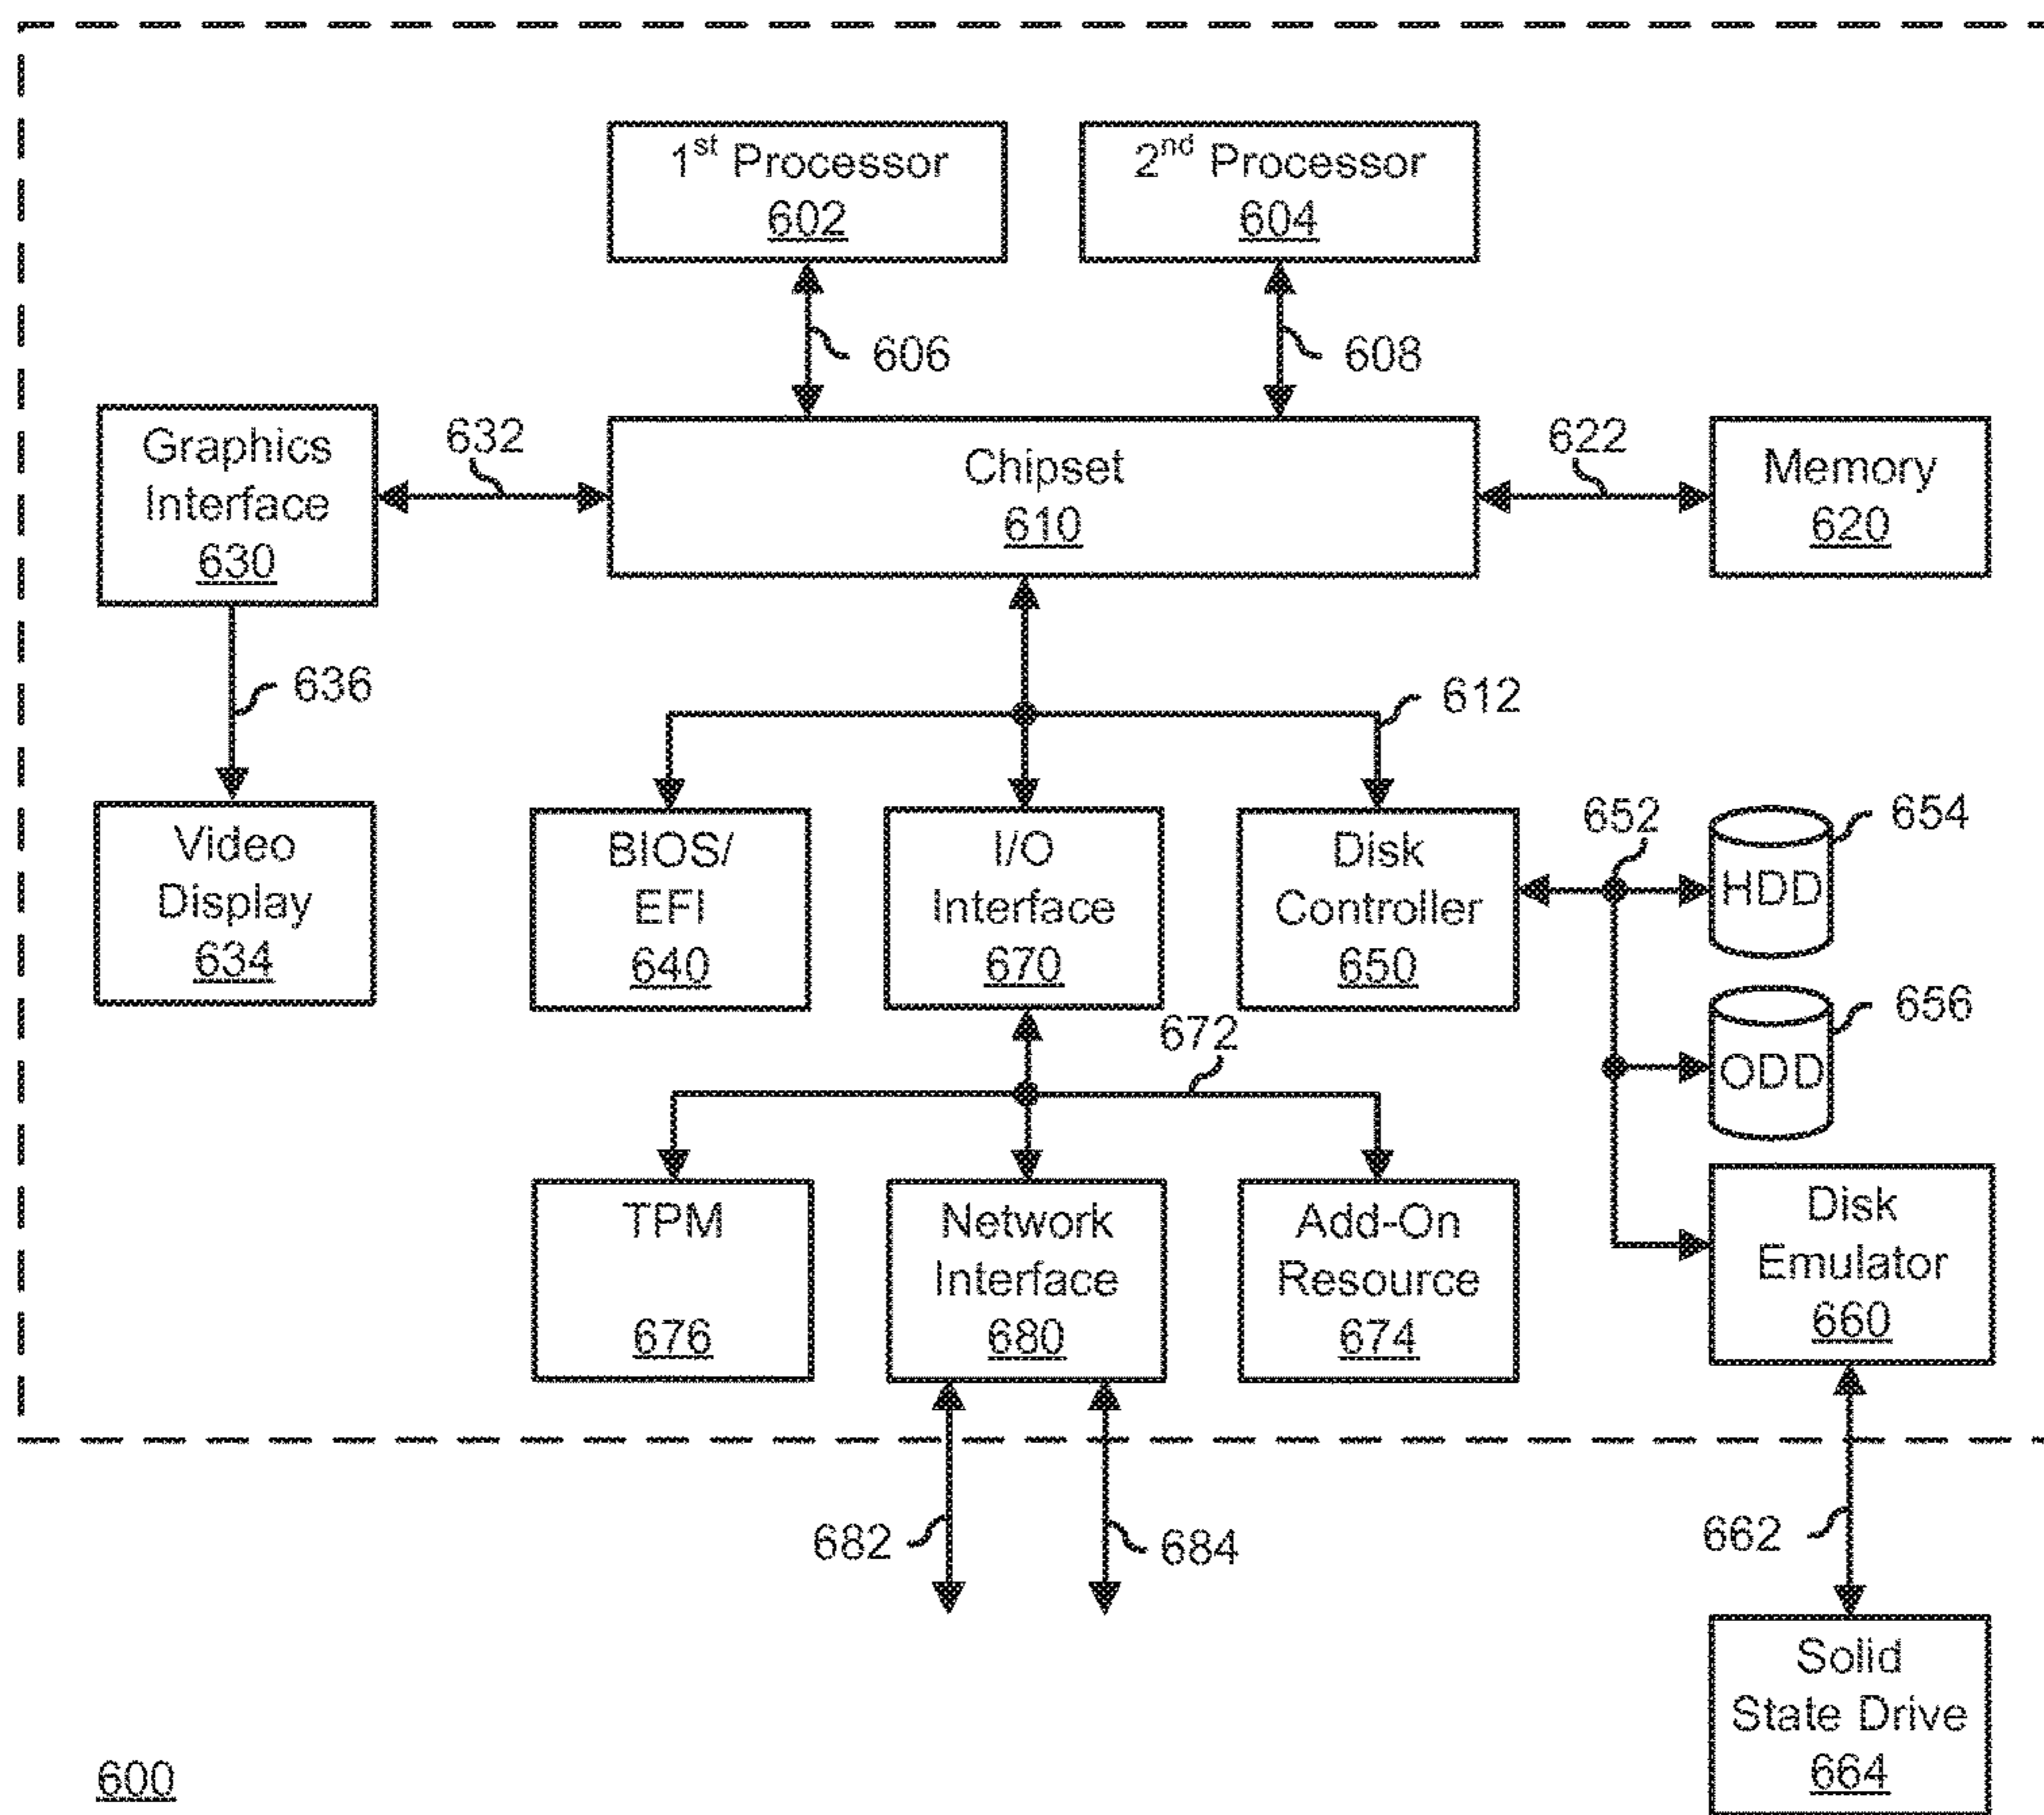 1st Processor
602
2nd Processor
604
606
608
Graphics
Interface
630
632
Chipset
610
622
Memory
620
636
612
Video
Display
634
BIOS/
EFI
640
I/O
Interface
670
Disk
Controller
650
652
HDD
654
ODD
656
672
TPM
676
Network
Interface
680
Add-On
Resource
674
Disk
Emulator
660
682
684
662
Solid
State Drive
664
600